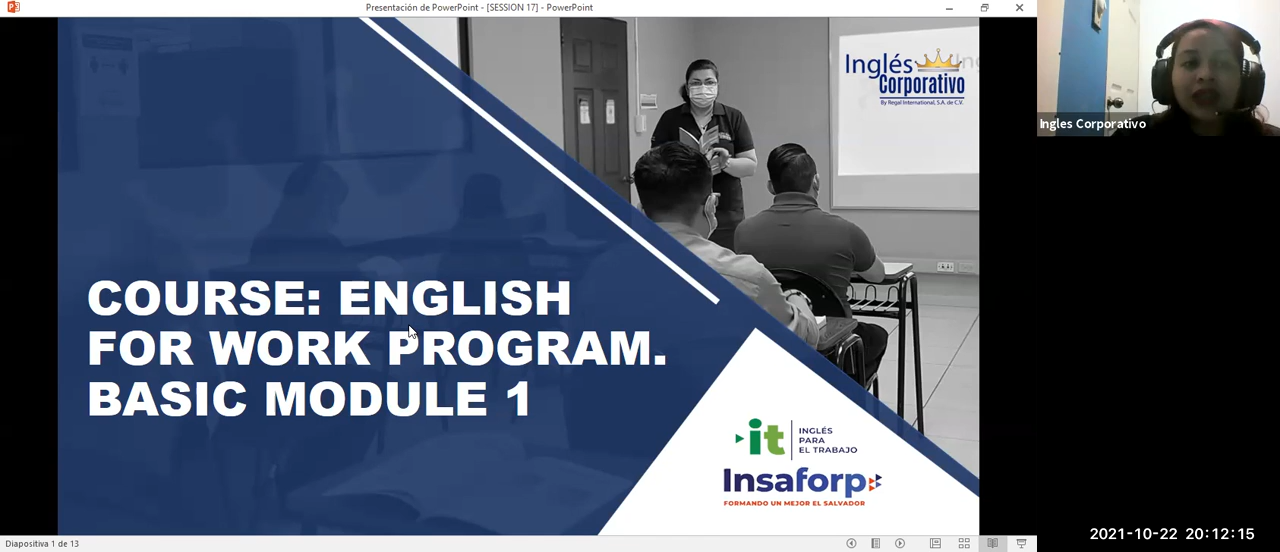 Presentación de PowerPoint - [SESSION 17] - PowerPoint
Inglés
Corporativo
By Regal International, S.A. de C.V.
Ingles Corporativo
COURSE: ENGLISH
FOR WORK PROGRAM.
BASIC MODULE 1
it
INGLÉS
PARA
EL TRABAJO
Insaforp
FORMANDO UN MEJOR EL SALVADOR
2021-10-22 20:12:15
Diapositiva 1 de 13